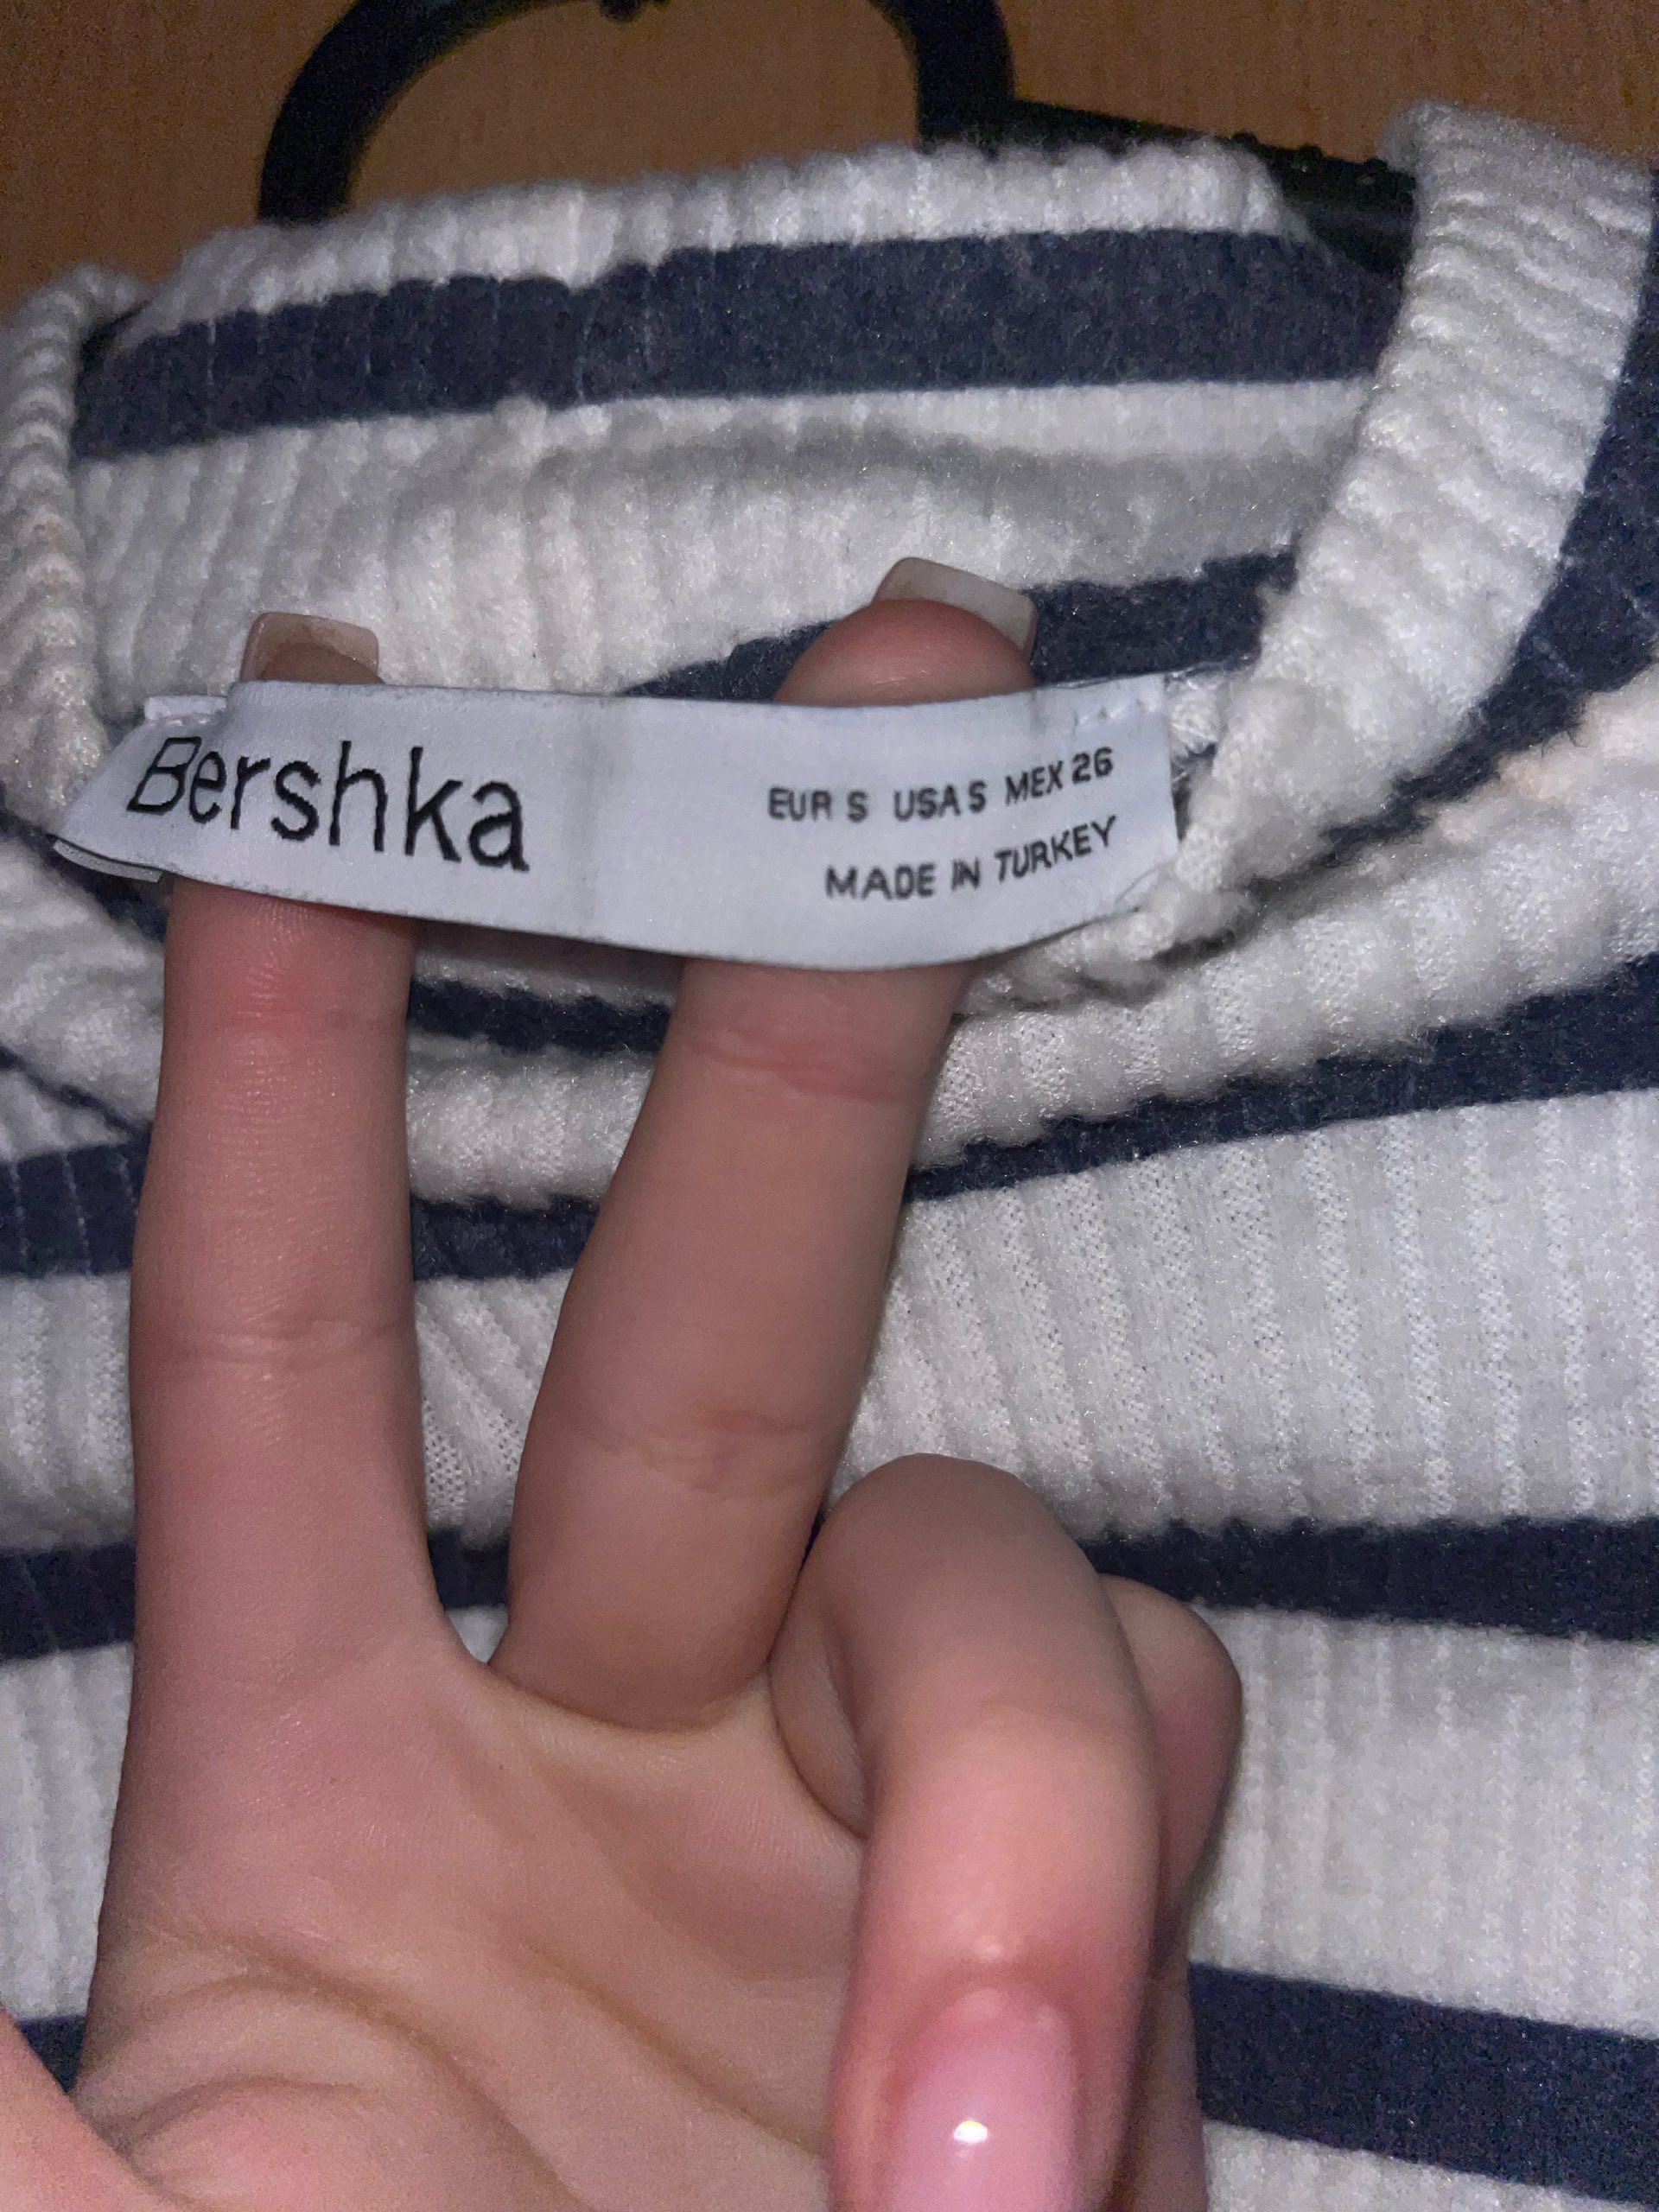 Bershka
EUR S USA S MEX 26
MADE IN TURKEY